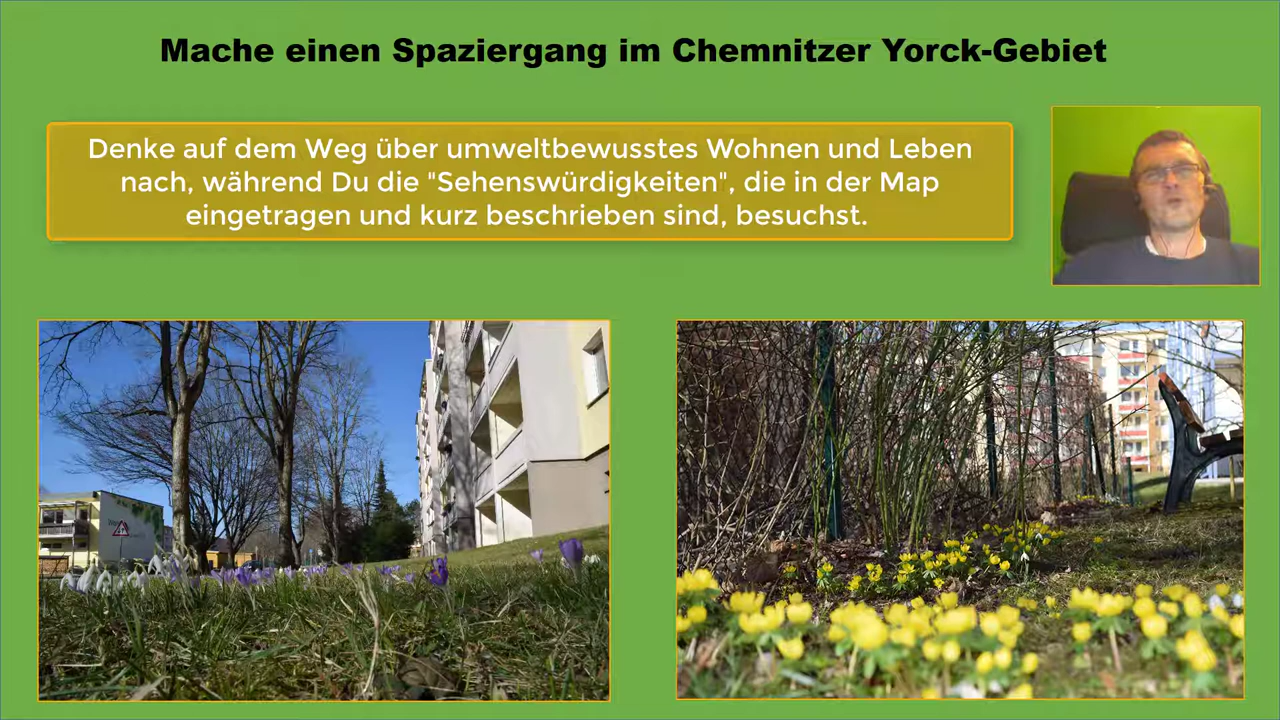 Mache einen Spaziergang im Chemnitzer Yorck-Gebiet
Denke auf dem Weg über umweltbewusstes Wohnen und Leben
nach, während Du die "Sehenswürdigkeiten", die in der Map
eingetragen und kurz beschrieben sind, besuchst.